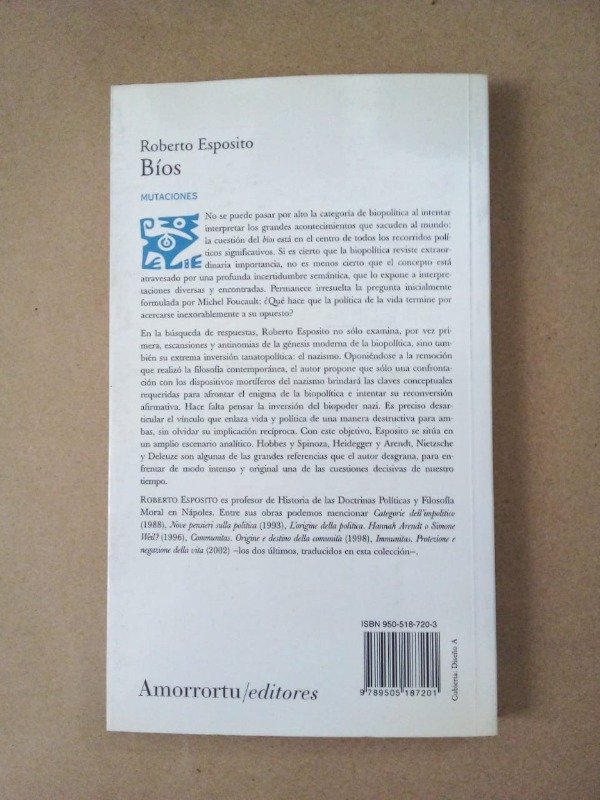 Roberto Esposito
Bíos
MUTACIONES
No se puede pasar por alto la categoría de biopolítica al intentar
interpretar los grandes acontecimientos que sacuden al mundo:
la cuestión del bíos está en el centro de todos los recorridos polí-
ticos significativos. Si es cierto que la biopolítica reviste extraor-
dinaria importancia, no es menos cierto que el concepto está
atravesado por una profunda incertidumbre semántica, que lo expone a interpre-
taciones diversas y encontradas. Permanece irresuelta la pregunta inicialmente
formulada por Michel Foucault: ¿Qué hace que la política de la vida termine por
acercarse inexorablemente a su opuesto?
En la búsqueda de respuestas, Roberto Esposito no sólo examina, por vez pri-
mera, escansiones y antinomias de la génesis moderna de la biopolítica, sino tam-
bién su extrema inversión tanatopolítica: el nazismo. Oponiéndose a la remoción
que realizó la filosofía contemporánea, el autor propone que sólo una confronta-
ción con los dispositivos mortíferos del nazismo brindará las claves conceptuales
requeridas para afrontar el enigma de la biopolítica e intentar su reconversión
afirmativa. Hace falta pensar la inversión del biopoder nazi. Es preciso desar-
ticular el vínculo que enlaza vida y política de una manera destructiva para am-
bas, sin olvidar su implicación recíproca. Con este objetivo, Esposito se sitúa en
un amplio escenario analítico. Hobbes y Spinoza, Heidegger y Arendt, Nietzsche
y Deleuze son algunas de las grandes referencias que el autor desgrana, para en-
frentar de modo intenso y original una de las cuestiones decisivas de nuestro
tiempo.
ROBERTO ESPOSITO es profesor de Historia de las Doctrinas Políticas y Filosofía
Moral en Nápoles. Entre sus obras podemos mencionar Categorie dell'impolitico
(1988), Nove pensieri sulla politica (1993), L'origine della politica. Hannah Arendt o Simone
Weil? (1996), Communitas. Origine e destino della comunità (1998), Immunitas. Protezione e
negazione della vita (2002) –los dos últimos, traducidos en esta colección–.
ISBN 950-518-720-3
9 789505 187201
Cubierta: Diseño A
Amorrortu/editores